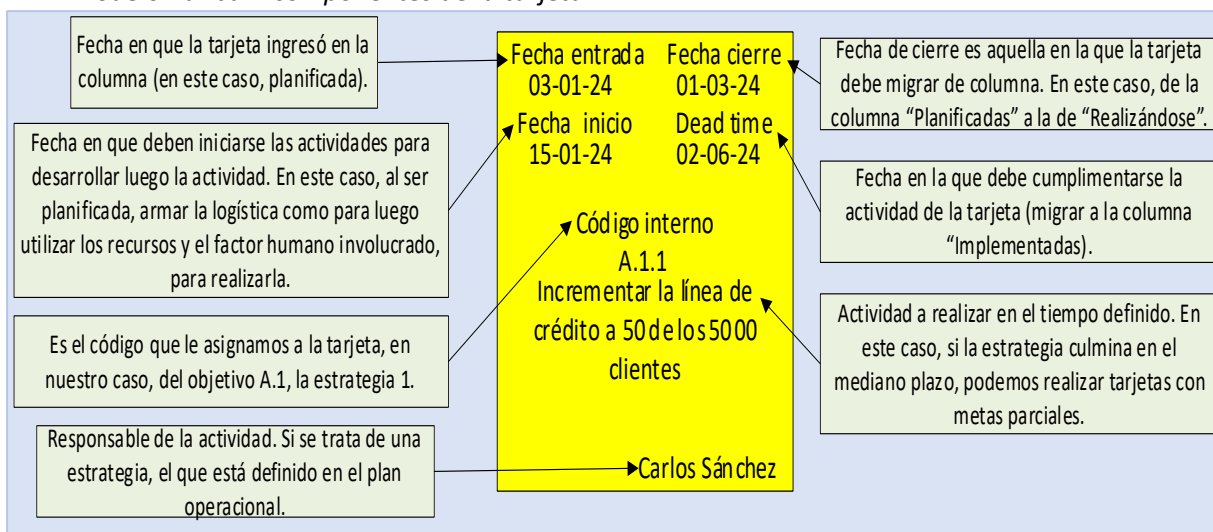 Fecha en que la tarjeta ingresó en la
columna (en este caso, planificada).
Fecha en que deben iniciarse las actividades para
desarrollar luego la actividad. En este caso, al ser
planificada, armar la logística como para luego
utilizar los recursos y el factor humano involucrado,
para realizarla.
Es el código que le asignamos a la tarjeta, en
nuestro caso, del objetivo A.1, la estrategia 1.
Responsable de la actividad. Si se trata de una
estrategia, el que está definido en el plan
operacional.
Fecha entrada Fecha cierre
03-01-24 01-03-24
Fecha inicio Dead time
15-01-24 02-06-24
Código interno
A.1.1
Incrementar la línea de
crédito a 50 de los 5000
clientes
Carlos Sánchez
Fecha de cierre es aquella en la que la tarjeta
debe migrar de columna. En este caso, de la
columna “Planificadas” a la de “Realizándose”.
Fecha en la que debe cumplimentarse la
actividad de la tarjeta (migrar a la columna
“Implementadas).
Actividad a realizar en el tiempo definido. En
este caso, si la estrategia culmina en el
mediano plazo, podemos realizar tarjetas con
metas parciales.